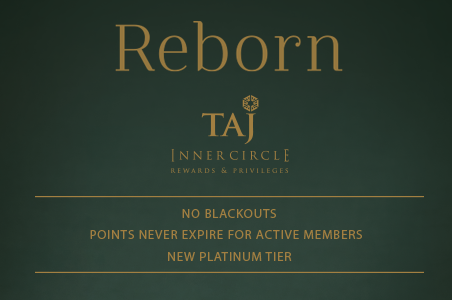 Reborn
TAJ
INNERCIRCLE
REWARDS & PRIVILEGES
NO BLACKOUTS
POINTS NEVER EXPIRE FOR ACTIVE MEMBERS
NEW PLATINUM TIER